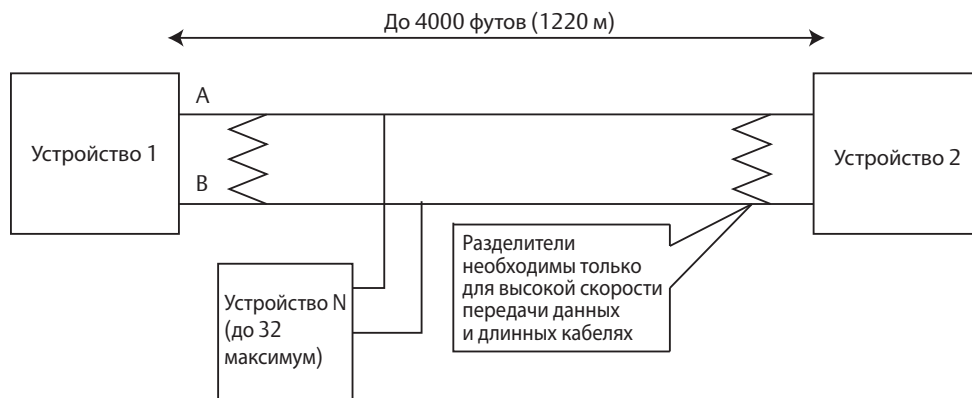 До 4000 футов (1220 м)
A
Устройство 1
B
Устройство 2
Разделители
необходимы только
для высокой скорости
передачи данных
и длинных кабелях
Устройство N
(до 32
максимум)